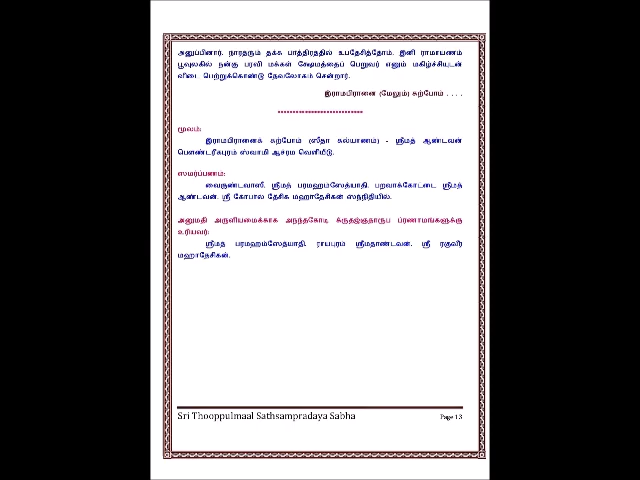 அனுப்பினார். நாரதரும் தக்க பாத்திரத்தில் உபதேசித்தோம். இனி ராமாயணம்
பூவுலகில் நன்கு பரவி மக்கள் க்ஷேமத்தைப் பெறுவர் எனும் மகிழ்ச்சியுடன்
விடை பெற்றுக்கொண்டு தேவலோகம் சென்றார்.
இராமபிரானை (மேலும்) கற்போம் . . . .
****************************
மூலம்:
இராமபிரானைக் கற்போம் (ஸீதா கல்யாணம்) - ஸ்ரீமத் ஆண்டவன்
பௌண்டரீகபுரம் ஸ்வாமி ஆச்ரம வெளியீடு.
ஸமர்ப்பணம்:
வைகுண்டவாஸீ. ஸ்ரீமத் பரமஹம்ஸேத்யாதி. பறவாக்கோட்டை ஸ்ரீமத்
ஆண்டவன். ஸ்ரீ கோபால தேசிக மஹாதேசிகன் ஸந்நிதியில்.
அனுமதி அருளியமைக்காக அநந்தகோடி க்ருதஜ்ஞதாரூப ப்ரணாமங்களுக்கு
உரியவர்:
ஸ்ரீமத் பரமஹம்ஸேத்யாதி. ராயபுரம் ஸ்ரீமதாண்டவன். ஸ்ரீ ரகுவீர
மஹாதேசிகன்.
Sri Thooppulmaal Sathsampradaya Sabha Page 13